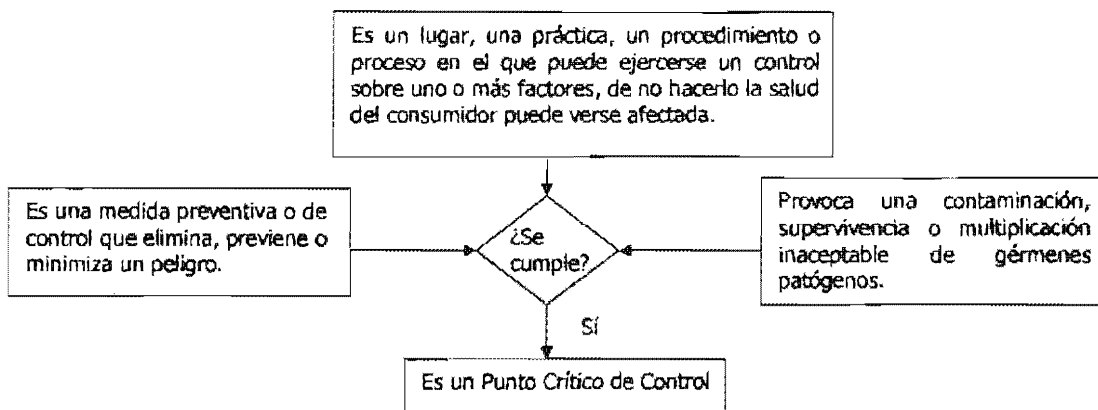 Es un lugar, una práctica, un procedimiento o
proceso en el que puede ejercerse un control
sobre uno o más factores, de no hacerlo la salud
del consumidor puede verse afectada.
Es una medida preventiva o de
control que elimina, previene o
minimiza un peligro.
¿Se
cumple?
Provoca una contaminación,
supervivencia o multiplicación
inaceptable de gérmenes
patógenos.
Sí
Es un Punto Crítico de Control